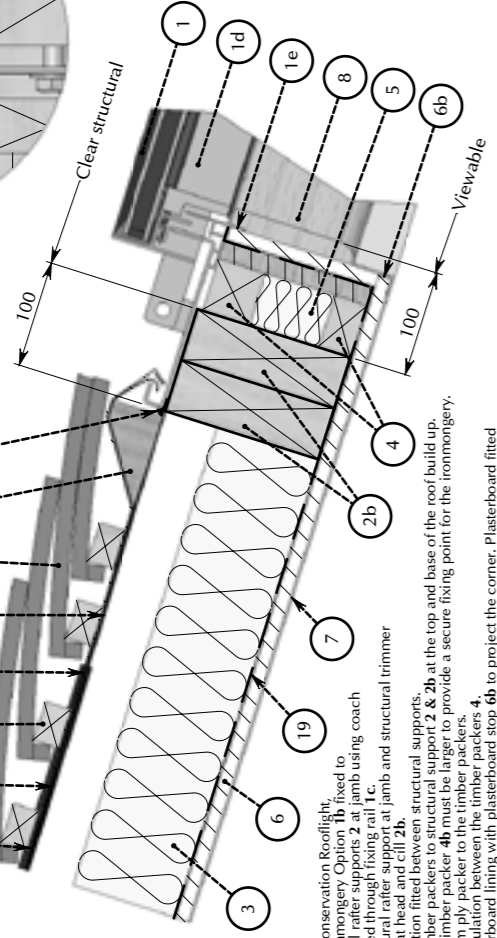 1
1d
1e
8
5
6b
Clear structural
100
Viewable
100
4
2b
7
19
6
3
onservation Rooflight,
nmongery Option 1b fixed to
l rafter supports 2 at jamb using coach
ed through fixing rail 1c.
ural rafter support at jamb and structural trimmer
t head and cill 2b.
tion fitted between structural supports.
ber packers to structural support 2 & 2b at the top and base of the roof build up.
imber packer 4b must be larger to provide a secure fixing point for the ironmongery.
m ply packer to the timber packers.
ulation between the timber packers 4.
rboard lining with plasterboard stop 6b to project the corner. Plasterboard fitted